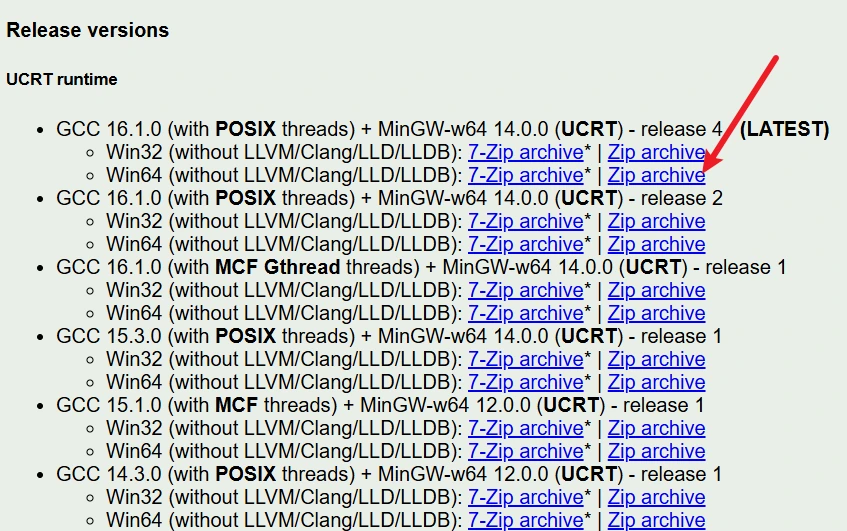 Release versions
UCRT runtime
• GCC 16.1.0 (with POSIX threads) + MinGW-w64 14.0.0 (UCRT) - release 4 (LATEST)
◦ Win32 (without LLVM/Clang/LLD/LLDB): 7-Zip archive* | Zip archive
◦ Win64 (without LLVM/Clang/LLD/LLDB): 7-Zip archive* | Zip archive
• GCC 16.1.0 (with POSIX threads) + MinGW-w64 14.0.0 (UCRT) - release 2
◦ Win32 (without LLVM/Clang/LLD/LLDB): 7-Zip archive* | Zip archive
◦ Win64 (without LLVM/Clang/LLD/LLDB): 7-Zip archive* | Zip archive
• GCC 16.1.0 (with MCF Gthread threads) + MinGW-w64 14.0.0 (UCRT) - release 1
◦ Win32 (without LLVM/Clang/LLD/LLDB): 7-Zip archive* | Zip archive
◦ Win64 (without LLVM/Clang/LLD/LLDB): 7-Zip archive* | Zip archive
• GCC 15.3.0 (with POSIX threads) + MinGW-w64 14.0.0 (UCRT) - release 1
◦ Win32 (without LLVM/Clang/LLD/LLDB): 7-Zip archive* | Zip archive
◦ Win64 (without LLVM/Clang/LLD/LLDB): 7-Zip archive* | Zip archive
• GCC 15.1.0 (with MCF threads) + MinGW-w64 12.0.0 (UCRT) - release 1
◦ Win32 (without LLVM/Clang/LLD/LLDB): 7-Zip archive* | Zip archive
◦ Win64 (without LLVM/Clang/LLD/LLDB): 7-Zip archive* | Zip archive
• GCC 14.3.0 (with POSIX threads) + MinGW-w64 12.0.0 (UCRT) - release 1
◦ Win32 (without LLVM/Clang/LLD/LLDB): 7-Zip archive* | Zip archive
◦ Win64 (without LLVM/Clang/LLD/LLDB): 7-Zip archive* | Zip archive